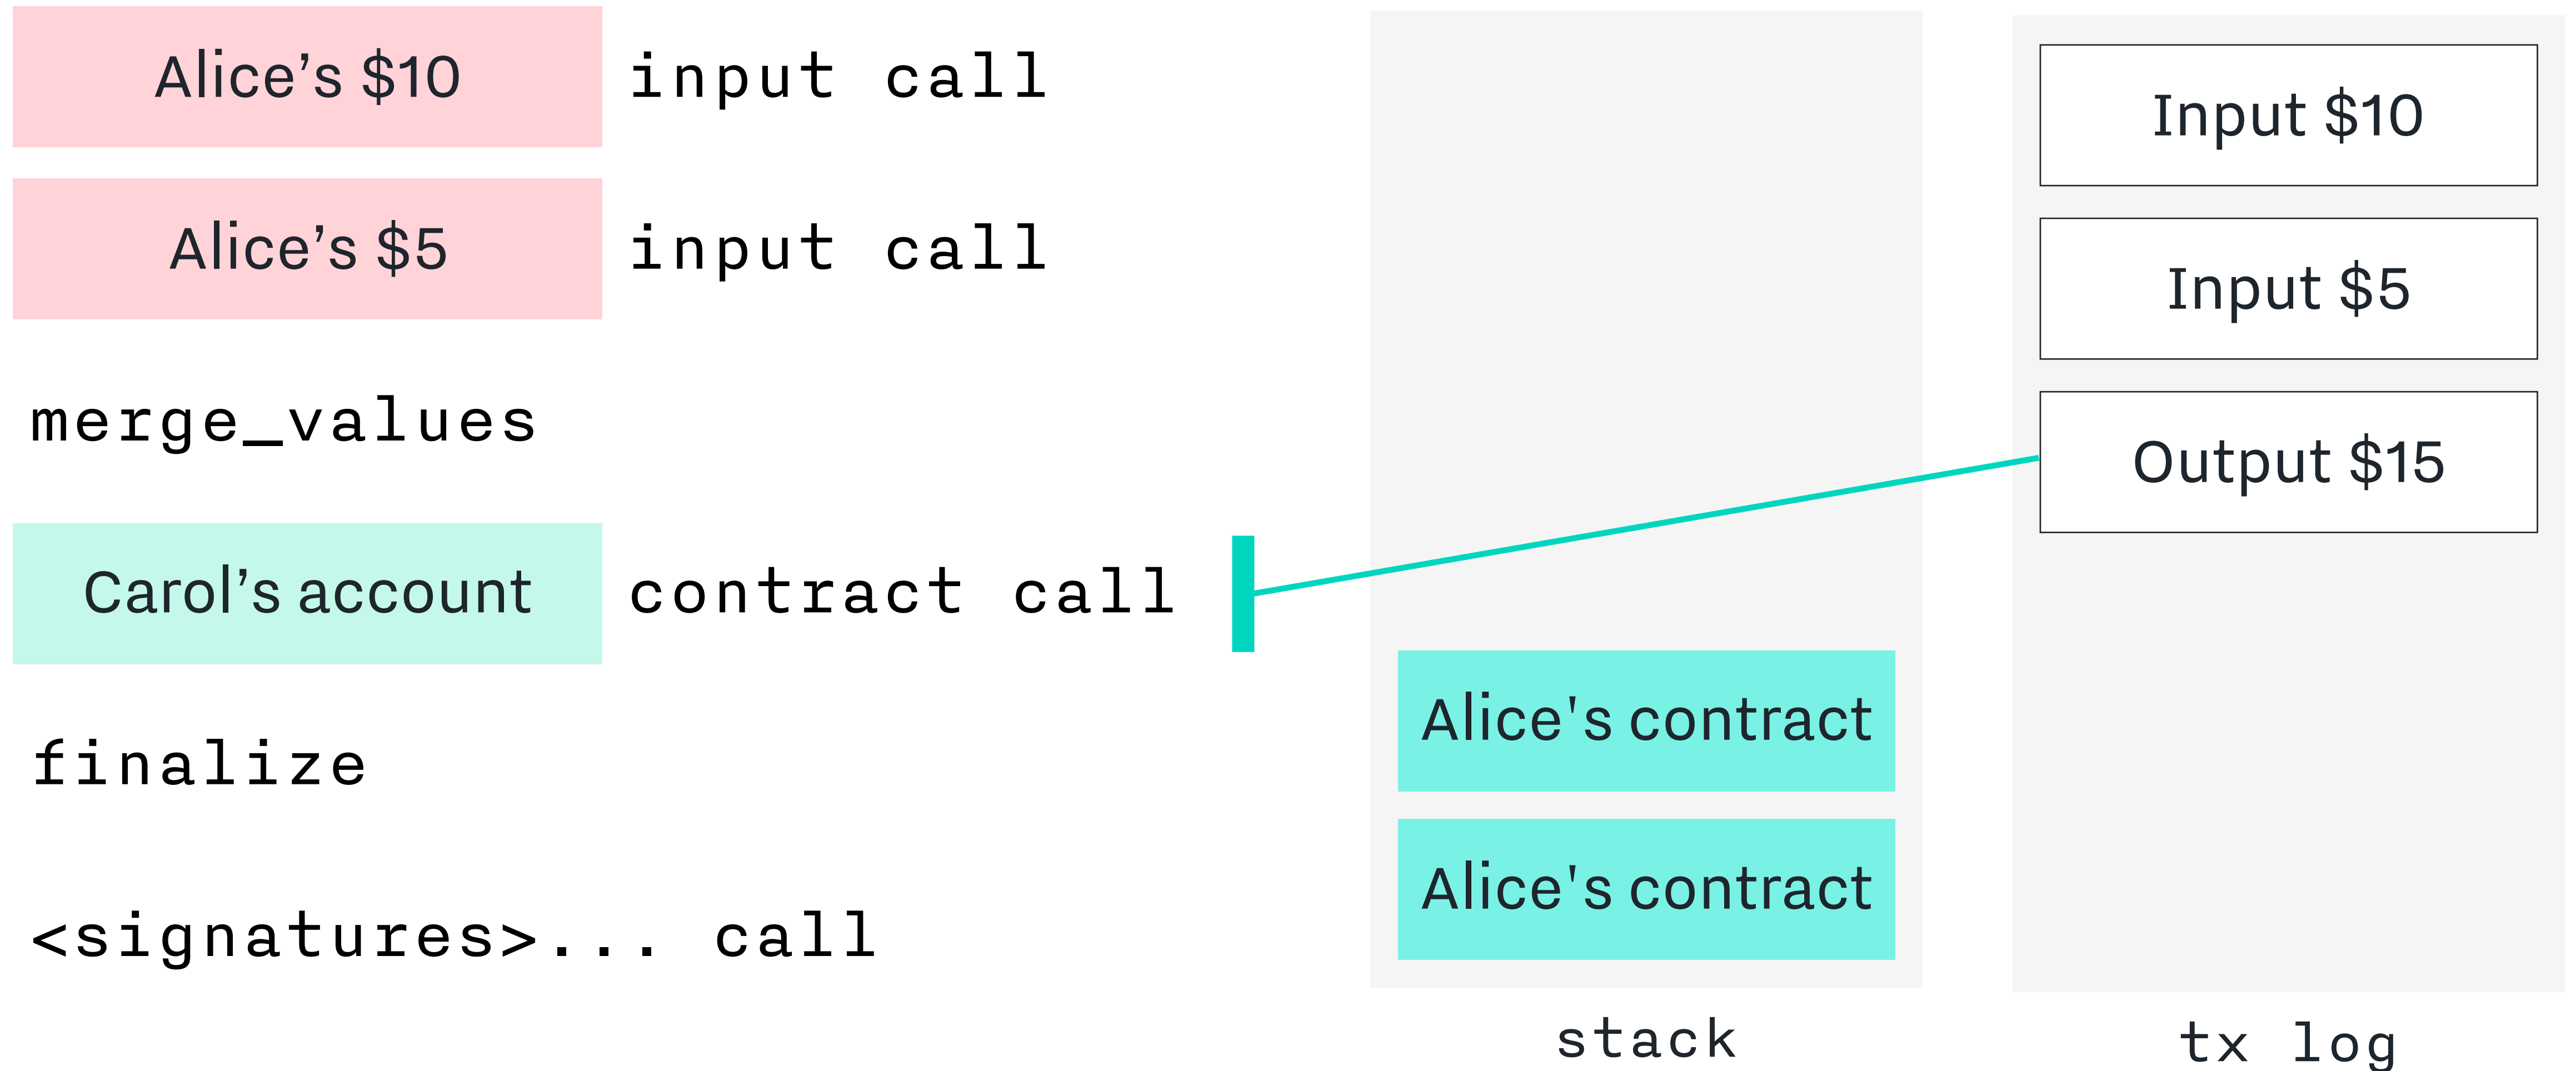 Alice’s $10 input call
Alice’s $5 input call
merge_values
Carol’s account contract call
finalize
<signatures>... call
Alice's contract
Alice's contract
stack
Input $10
Input $5
Output $15
tx log